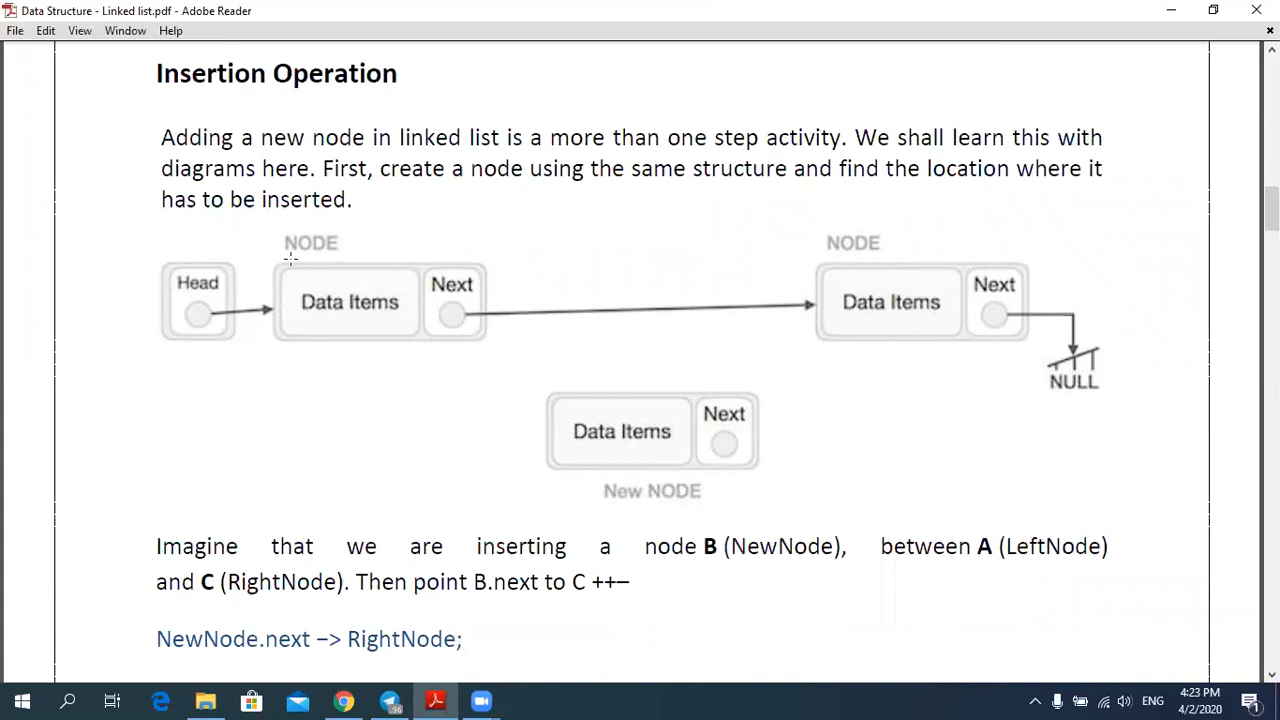 Data Structure - Linked list.pdf - Adobe Reader
File Edit View Window Help
Insertion Operation
Adding a new node in linked list is a more than one step activity. We shall learn this with
diagrams here. First, create a node using the same structure and find the location where it
has to be inserted.
NODE NODE
Head Data Items Next Data Items Next
NULL
Data Items Next
New NODE
Imagine that we are inserting a node B (NewNode), between A (LeftNode)
and C (RightNode). Then point B.next to C ++−
NewNode.next −> RightNode;
96
ENG 4:23 PM
4/2/2020 1